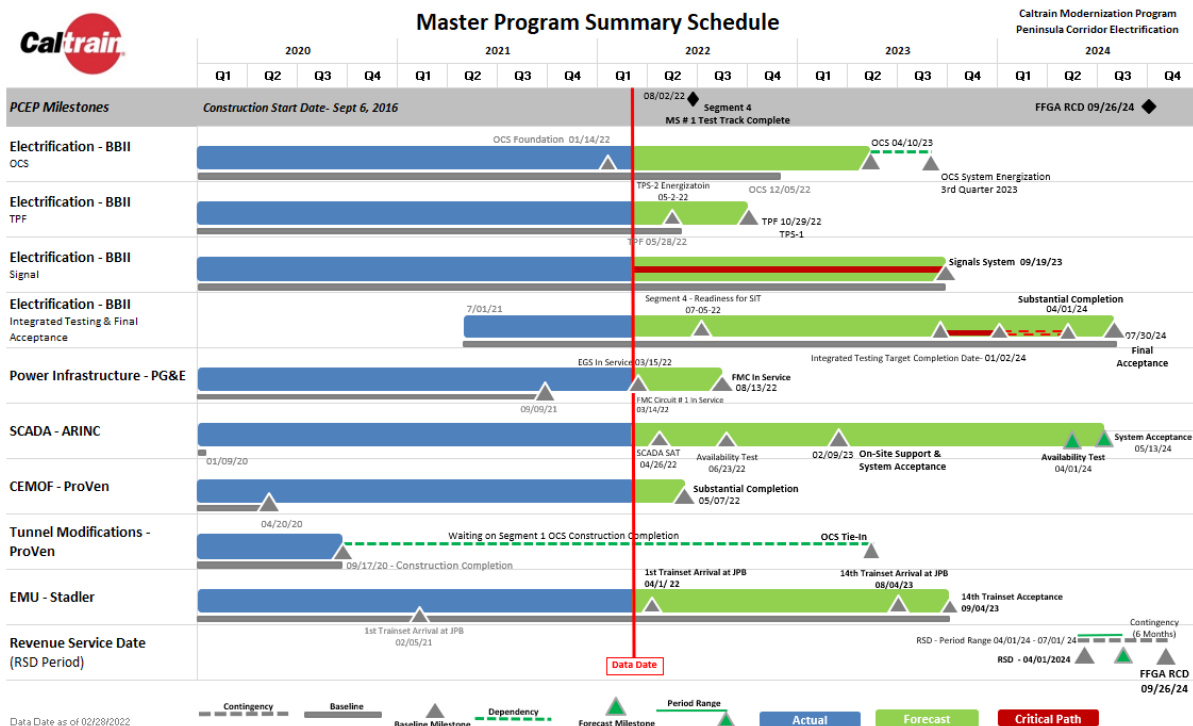 Caltrain
Master Program Summary Schedule
Caltrain Modernization Program
Peninsula Corridor Electrification
2020 2021 2022 2023 2024
Q1 Q2 Q3 Q4 Q1 Q2 Q3 Q4 Q1 Q2 Q3 Q4 Q1 Q2 Q3 Q4 Q1 Q2 Q3 Q4
PCEP Milestones
Construction Start Date- Sept 6, 2016
08/02/22
Segment 4
MS # 1 Test Track Complete
FFGA RCD 09/26/24
Electrification - BBII
OCS
OCS Foundation 01/14/22
OCS 04/10/23
OCS System Energization
3rd Quarter 2023
OCS 12/05/22
Electrification - BBII
TPF
TPS-2 Energizatoin
05-2-22
TPF 10/29/22
TPS-1
TPF 05/28/22
Electrification - BBII
Signal
Signals System 09/19/23
Electrification - BBII
Integrated Testing & Final
Acceptance
7/01/21
Segment 4 - Readiness for SIT
07-05-22
Substantial Completion
04/01/24
07/30/24
Final
Acceptance
Integrated Testing Target Completion Date- 01/02/24
Power Infrastructure - PG&E
EGS In Service 03/15/22
FMC In Service
08/13/22
FMC Circuit # 1 In Service
03/14/22
09/09/21
SCADA - ARINC
01/09/20
SCADA SAT
04/26/22
Availability Test
06/23/22
02/09/23
On-Site Support &
System Acceptance
Availability Test
04/01/24
System Acceptance
05/13/24
CEMOF - ProVen
04/20/20
Substantial Completion
05/07/22
Tunnel Modifications -
ProVen
Waiting on Segment 1 OCS Construction Completion
OCS Tie-In
09/17/20 - Construction Completion
EMU - Stadler
1st Trainset Arrival at JPB
04/1/ 22
14th Trainset Arrival at JPB
08/04/23
14th Trainset Acceptance
09/04/23
1st Trainset Arrival at JPB
02/05/21
Revenue Service Date
(RSD Period)
Contingency
(6 Months)
RSD - Period Range 04/01/24 - 07/01/ 24
RSD - 04/01/2024
FFGA RCD
09/26/24
Data Date
Data Date as of 02/28/2022
Contingency
Baseline
Baseline Milestone
Dependency
Forecast Milestone
Period Range
Actual
Forecast
Critical Path